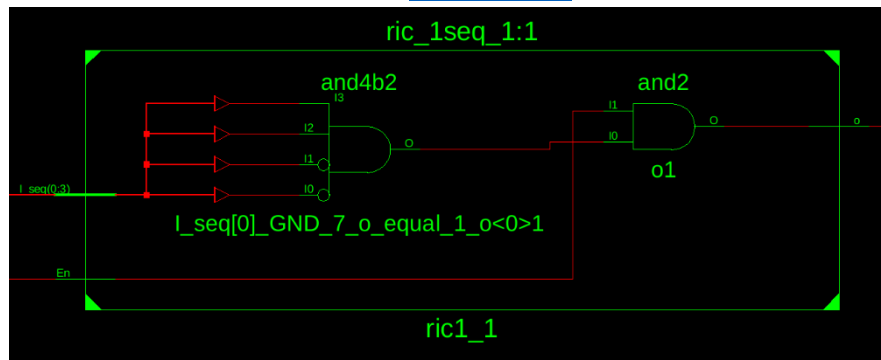 ric_1seq_1:1
and4b2
and2
I3
I2
I1
I0
O
I1
I0
O
o
o1
I_seq(0:3)
I_seq[0]_GND_7_o_equal_1_o<0>1
En
ric1_1